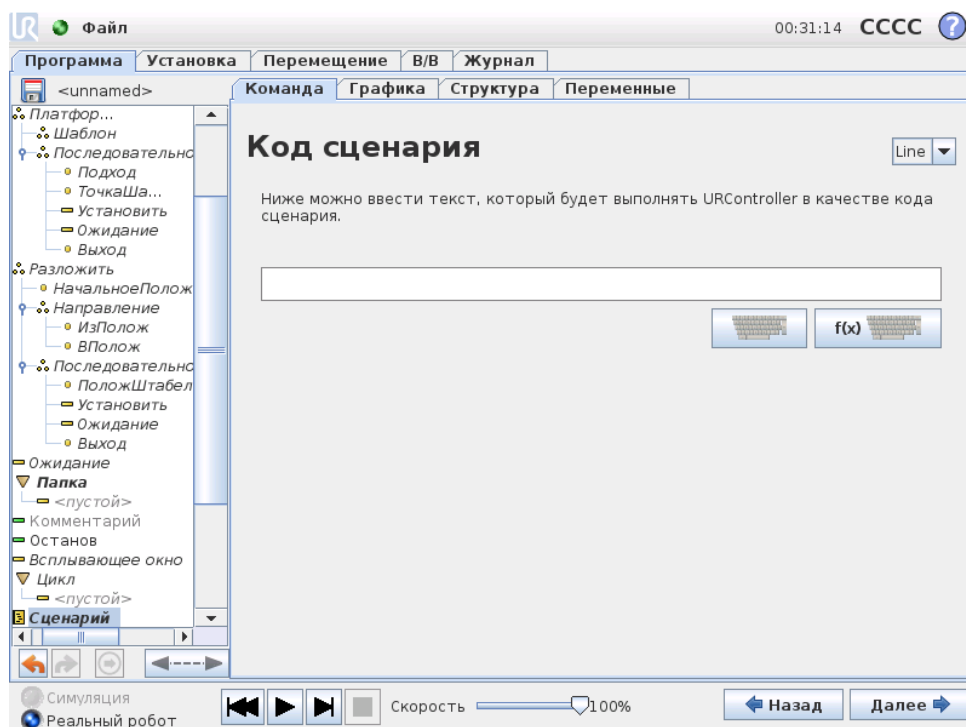 Файл
00:31:14 CCCC ?
Программа Установка Перемещение В/В Журнал
<unnamed>
Команда Графика Структура Переменные
Платфор...
Шаблон
Последовательно
Подход
ТочкаШа...
Установить
Ожидание
Выход
Разложить
НачальноеПолож
Направление
ИзПолож
ВПолож
Последовательно
ПоложШтабел
Установить
Ожидание
Выход
Ожидание
Папка
<пустой>
Комментарий
Останов
Всплывающее окно
Цикл
<пустой>
Сценарий
Код сценария
Line
Ниже можно ввести текст, который будет выполнять URController в качестве кода
сценария.
f(x)
Симуляция
Реальный робот
Скорость 100%
Назад Далее